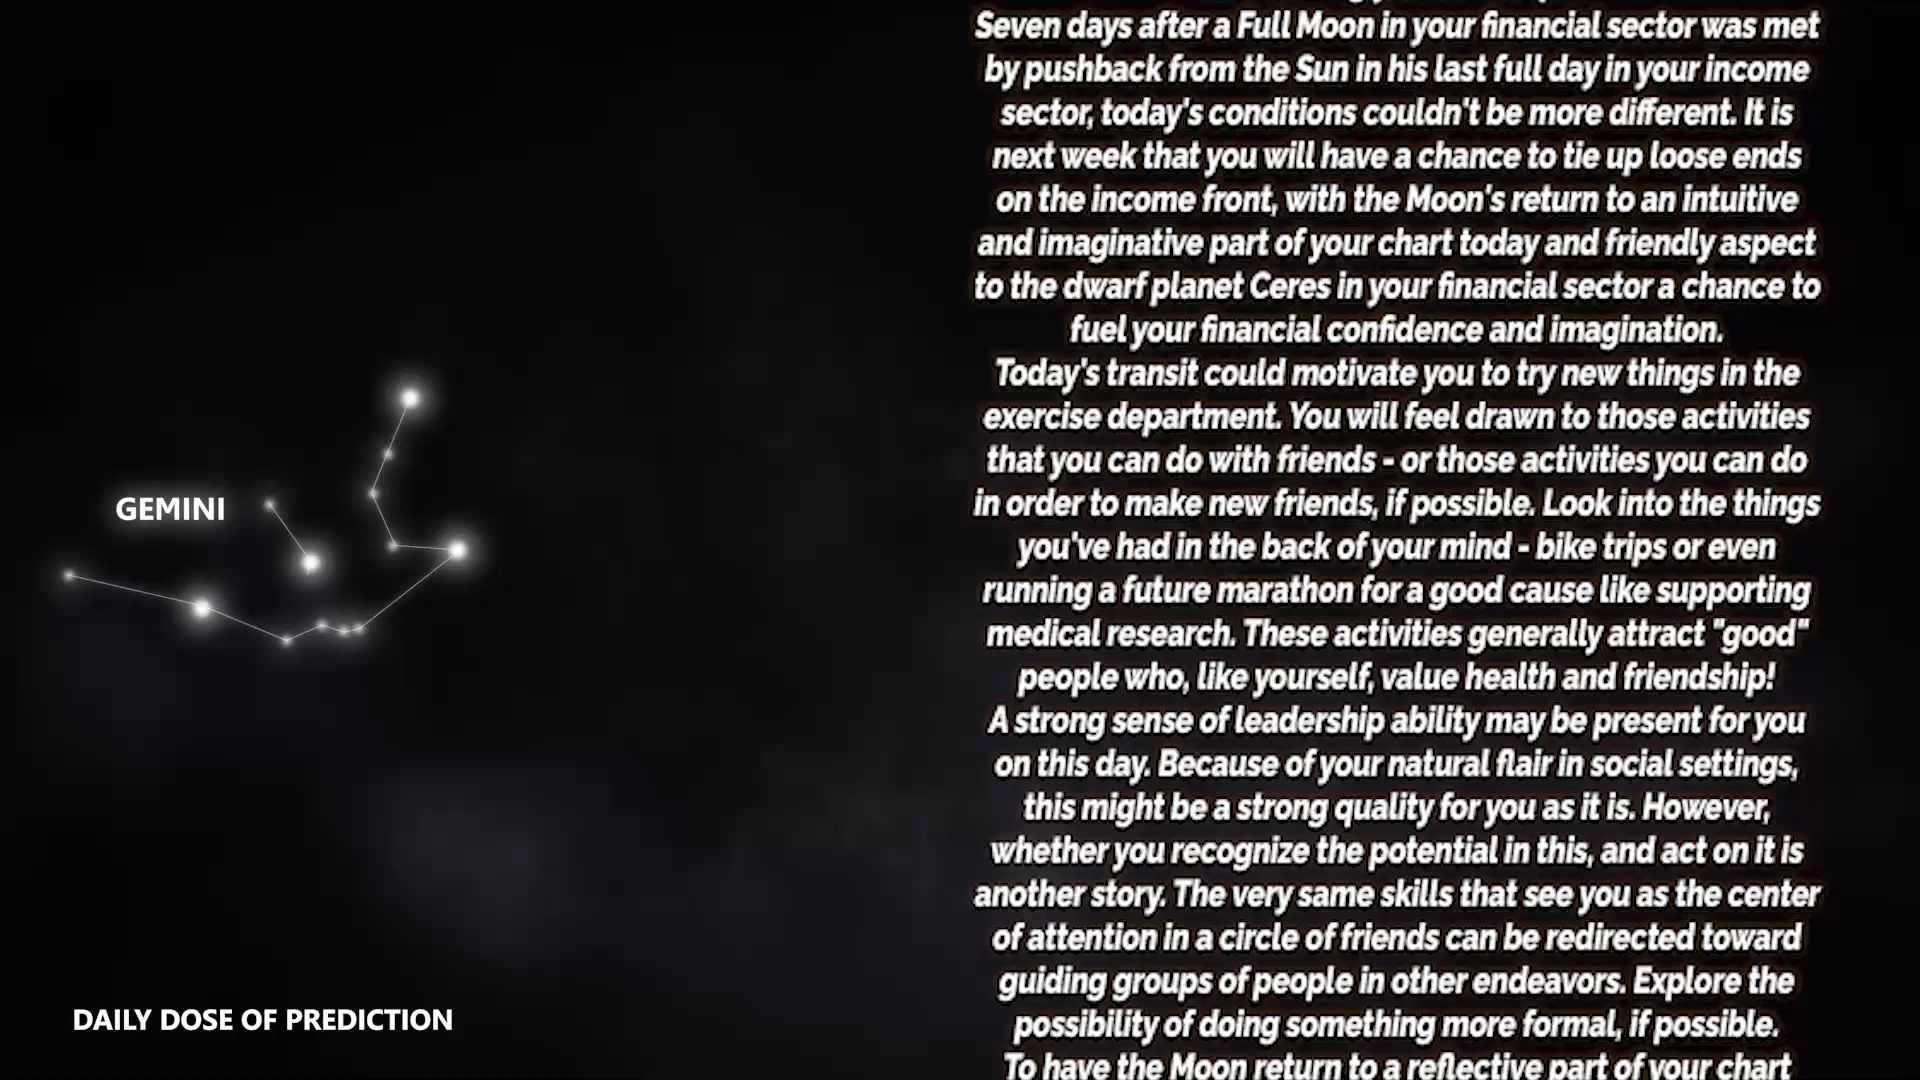 Seven days after a Full Moon in your financial sector was met
by pushback from the Sun in his last full day in your income
sector, today's conditions couldn't be more different. It is
next week that you will have a chance to tie up loose ends
on the income front, with the Moon's return to an intuitive
and imaginative part of your chart today and friendly aspect
to the dwarf planet Ceres in your financial sector a chance to
fuel your financial confidence and imagination.
Today's transit could motivate you to try new things in the
exercise department. You will feel drawn to those activities
that you can do with friends - or those activities you can do
in order to make new friends, if possible. Look into the things
you've had in the back of your mind - bike trips or even
running a future marathon for a good cause like supporting
medical research. These activities generally attract "good"
people who, like yourself, value health and friendship!
A strong sense of leadership ability may be present for you
on this day. Because of your natural flair in social settings,
this might be a strong quality for you as it is. However,
whether you recognize the potential in this, and act on it is
another story. The very same skills that see you as the center
of attention in a circle of friends can be redirected toward
guiding groups of people in other endeavors. Explore the
possibility of doing something more formal, if possible.
To have the Moon return to a reflective part of your chart
GEMINI
DAILY DOSE OF PREDICTION